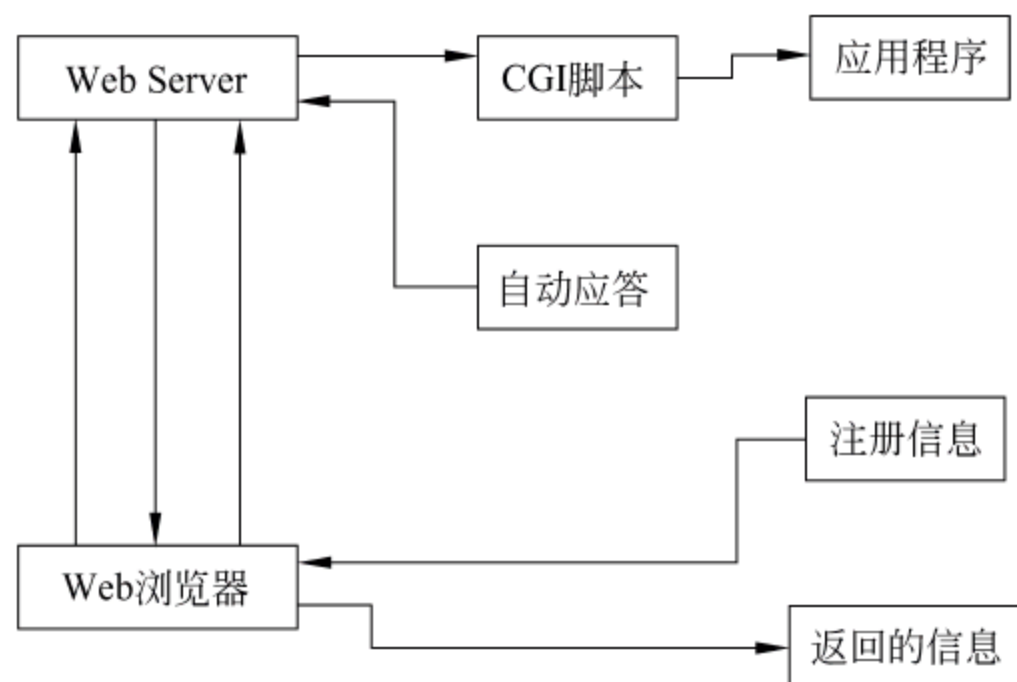 Web Server
CGI脚本
应用程序
自动应答
注册信息
Web浏览器
返回的信息